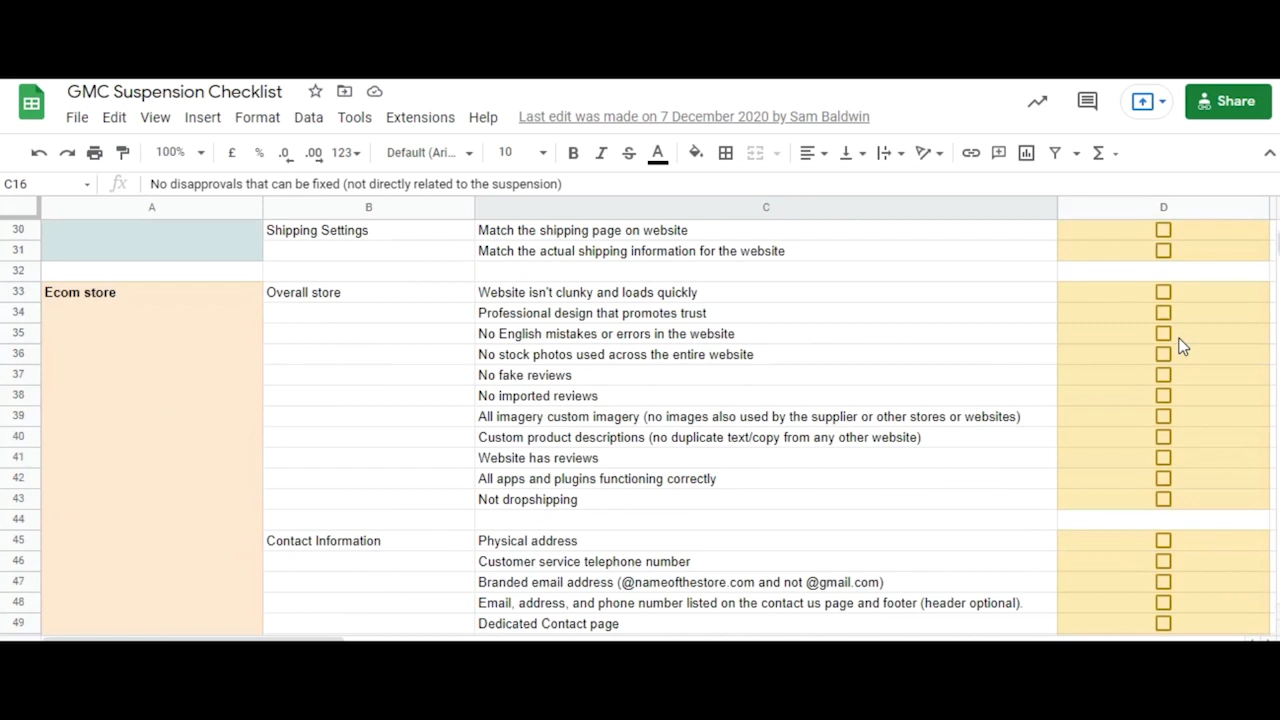 GMC Suspension Checklist
File Edit View Insert Format Data Tools Extensions Help Last edit was made on 7 December 2020 by Sam Baldwin
Share
100% £ % .0 .00 123 Default (Ari... 10 B I S A
C16 fx No disapprovals that can be fixed (not directly related to the suspension)
A B C D
30 Shipping Settings Match the shipping page on website
31 Match the actual shipping information for the website
32
33 Ecom store Overall store Website isn't clunky and loads quickly
34 Professional design that promotes trust
35 No English mistakes or errors in the website
36 No stock photos used across the entire website
37 No fake reviews
38 No imported reviews
39 All imagery custom imagery (no images also used by the supplier or other stores or websites)
40 Custom product descriptions (no duplicate text/copy from any other website)
41 Website has reviews
42 All apps and plugins functioning correctly
43 Not dropshipping
44
45 Contact Information Physical address
46 Customer service telephone number
47 Branded email address (@nameofthestore.com and not @gmail.com)
48 Email, address, and phone number listed on the contact us page and footer (header optional).
49 Dedicated Contact page